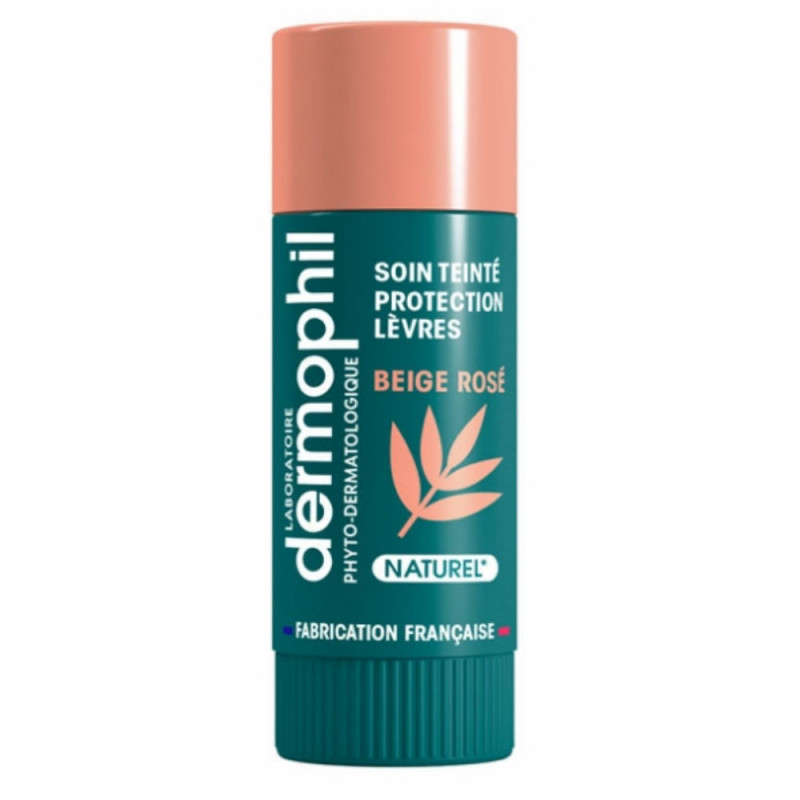 LABORATOIRE
dermophil
PHYTO-DERMATOLOGIQUE
SOIN TEINTÉ
PROTECTION
LÈVRES
BEIGE ROSÉ
NATUREL*
FABRICATION FRANÇAISE